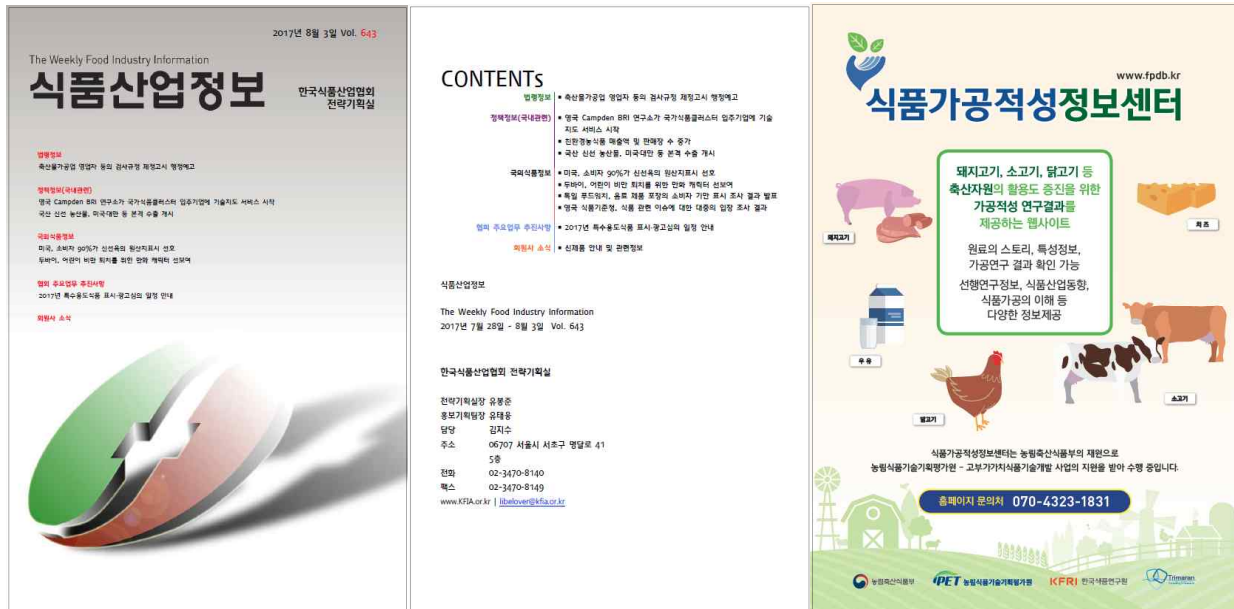 2017년 8월 3일 Vol. 643
The Weekly Food Industry Information
식품산업정보
한국식품산업협회
전략기획실
법령정보
축산물가공업 영업자 등의 검사규정 제정고시 행정예고
정책정보(국내관련)
영국 Campden BRI 연구소가 국가식품클러스터 입주기업에 기술지도 서비스 시작
국산 신선 농산물, 미국대만 등 본격 수출 개시
국외식품정보
미국, 소비자 90%가 신선육의 원산지표시 선호
두바이, 어린이 비만 퇴치를 위한 만화 캐릭터 선보여
협회 주요업무 추진사항
2017년 특수용도식품 표시·광고심의 일정 안내
회원사 소식
CONTENTs
법령정보 ▪ 축산물가공업 영업자 등의 검사규정 제정고시 행정예고
정책정보(국내관련) ▪ 영국 Campden BRI 연구소가 국가식품클러스터 입주기업에 기술
지도 서비스 시작
▪ 친환경농식품 매출액 및 판매장 수 증가
▪ 국산 신선 농산물, 미국대만 등 본격 수출 개시
국외식품정보 ▪ 미국, 소비자 90%가 신선육의 원산지표시 선호
▪ 두바이, 어린이 비만 퇴치를 위한 만화 캐릭터 선보여
▪ 독일 푸드워치, 음료 제품 포장의 소비자 기만 표시 조사 결과 발표
▪ 영국 식품기준청, 식품 관련 이슈에 대한 대중의 입장 조사 결과
협회 주요업무 추진사항 ▪ 2017년 특수용도식품 표시·광고심의 일정 안내
회원사 소식 ▪ 신제품 안내 및 관련정보
식품산업정보
The Weekly Food Industry Information
2017년 7월 28일 - 8월 3일 Vol. 643
한국식품산업협회 전략기획실
전략기획실장 유봉준
홍보기획팀장 유태웅
담당 김지수
주소 06707 서울시 서초구 명달로 41
5층
전화 02-3470-8140
팩스 02-3470-8149
www.KFIA.or.kr | libelover@kfia.or.kr
www.fpdb.kr
식품가공적성정보센터
돼지고기, 소고기, 닭고기 등
축산자원의 활용도 증진을 위한
가공적성 연구결과를
제공하는 웹사이트
원료의 스토리, 특성정보,
가공연구 결과 확인 가능
선행연구정보, 식품산업동향,
식품가공의 이해 등
다양한 정보제공
돼지고기
치즈
우유
닭고기
소고기
식품가공적성정보센터는 농림축산식품부의 재원으로
농림식품기술기획평가원 - 고부가가치식품기술개발 사업의 지원을 받아 수행 중입니다.
홈페이지 문의처 070-4323-1831
농림축산식품부
iPET 농림식품기술기획평가원
KFRI 한국식품연구원
Trimaran